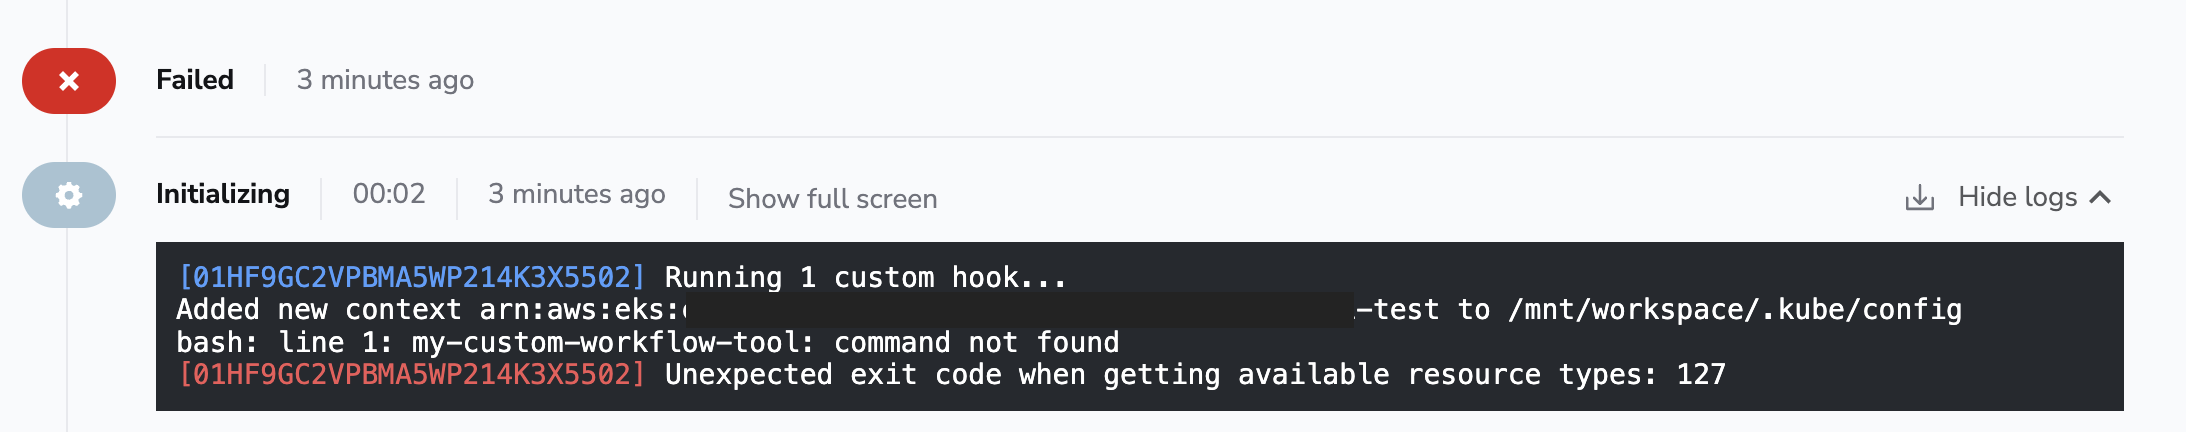 Failed 3 minutes ago
Initializing 00:02 3 minutes ago Show full screen Hide logs
[01HF9GC2VPBMA5WP214K3X5502] Running 1 custom hook...
Added new context arn:aws:eks: -test to /mnt/workspace/.kube/config
bash: line 1: my-custom-workflow-tool: command not found
[01HF9GC2VPBMA5WP214K3X5502] Unexpected exit code when getting available resource types: 127